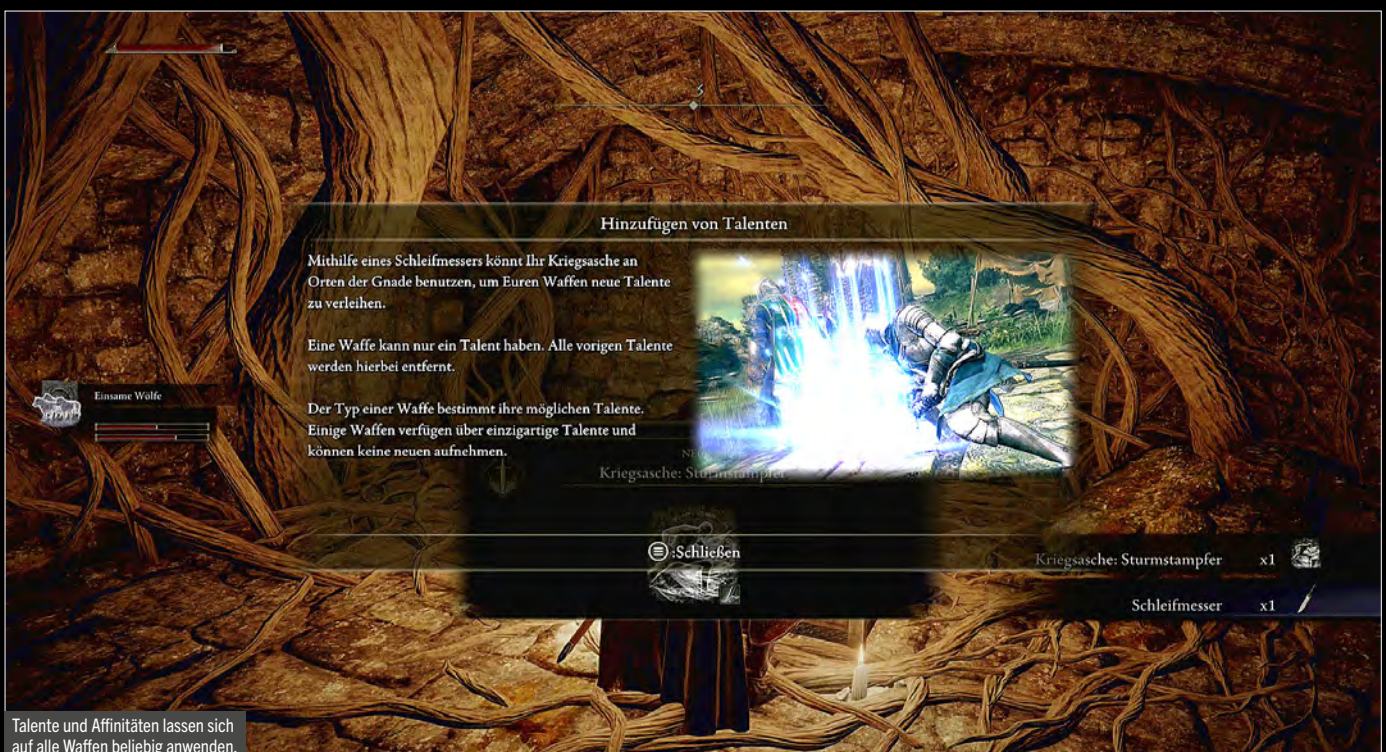 Hinzufügen von Talenten
Mithilfe eines Schleifmessers könnt Ihr Kriegsasche an
Orten der Gnade benutzen, um Euren Waffen neue Talente
zu verleihen.
Eine Waffe kann nur ein Talent haben. Alle vorigen Talente
werden hierbei entfernt.
Der Typ einer Waffe bestimmt ihre möglichen Talente.
Einige Waffen verfügen über einzigartige Talente und
können keine neuen aufnehmen.
Einsame Wölfe
Kriegsasche: Sturmstampfer
:Schließen
Kriegsasche: Sturmstampfer x1
Schleifmesser x1
Talente und Affinitäten lassen sich
auf alle Waffen beliebig anwenden.